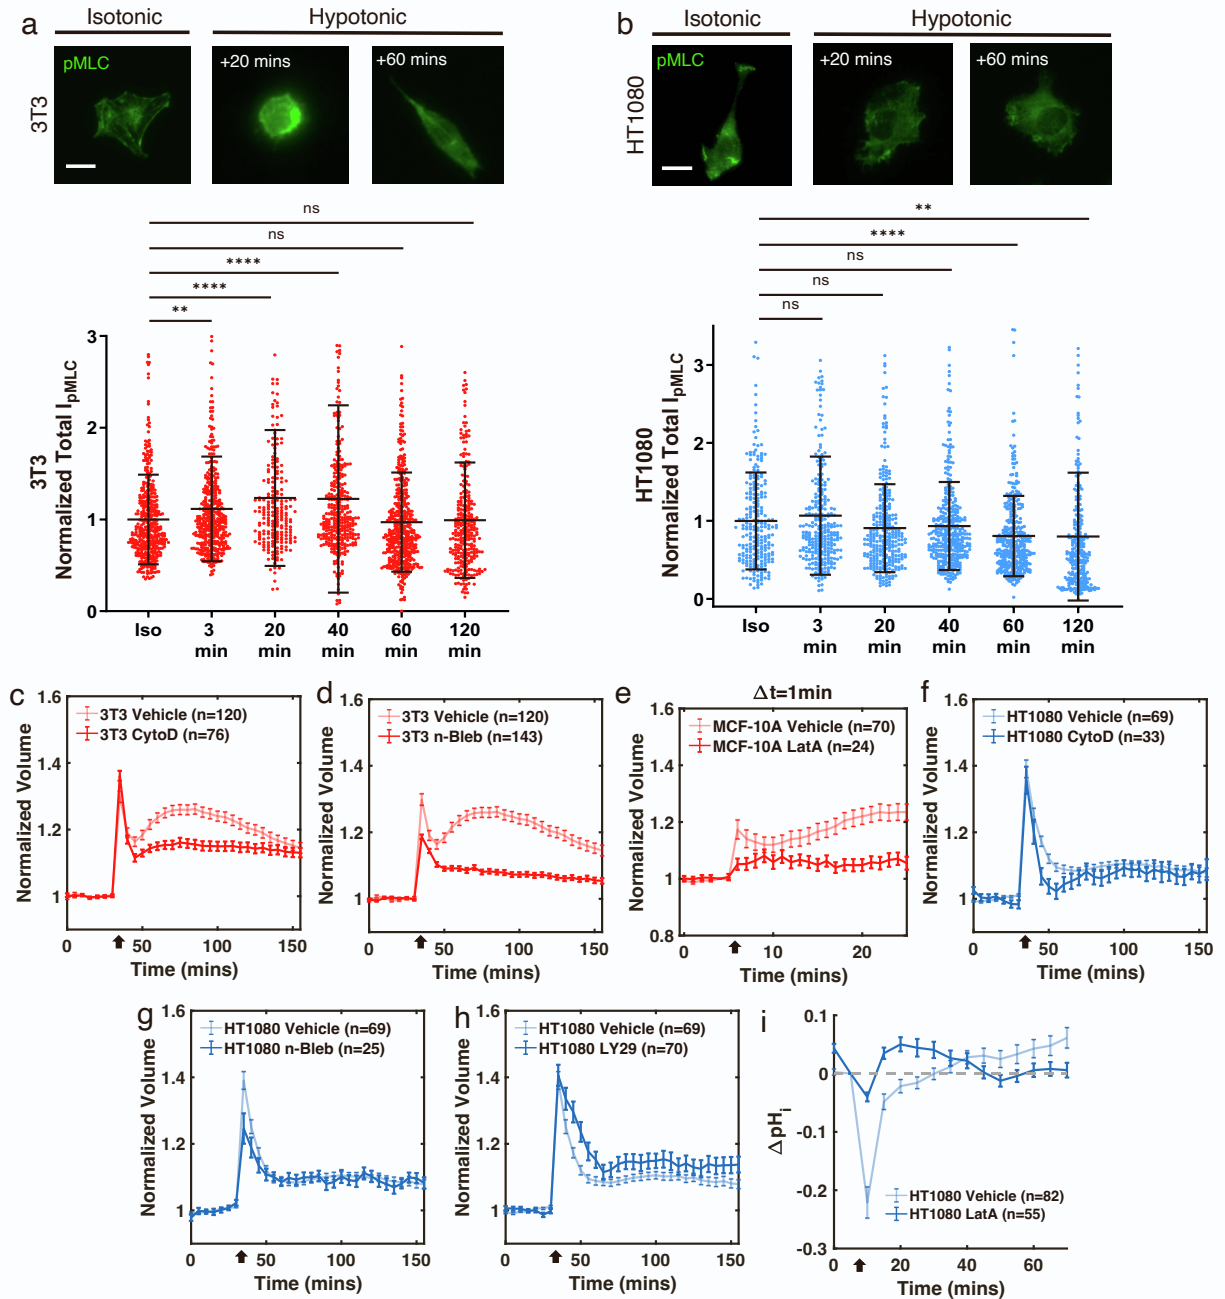 a
Isotonic
Hypotonic
pMLC
+20 mins
+60 mins
3T3
ns
ns
****
****
**
3T3
Normalized Total IpMLC
3
2
1
0
Iso
3 min
20 min
40 min
60 min
120 min
b
Isotonic
Hypotonic
pMLC
+20 mins
+60 mins
HT1080
**
****
ns
ns
ns
HT1080
Normalized Total IpMLC
3
2
1
0
Iso
3 min
20 min
40 min
60 min
120 min
c
3T3 Vehicle (n=120)
3T3 CytoD (n=76)
Normalized Volume
1.6
1.4
1.2
1
0 50 100 150
Time (mins)
d
3T3 Vehicle (n=120)
3T3 n-Bleb (n=143)
Normalized Volume
1.6
1.4
1.2
1
0 50 100 150
Time (mins)
e
Δt=1min
MCF-10A Vehicle (n=70)
MCF-10A LatA (n=24)
Normalized Volume
1.6
1.4
1.2
1
0.8
0 10 20
Time (mins)
f
HT1080 Vehicle (n=69)
HT1080 CytoD (n=33)
Normalized Volume
1.6
1.4
1.2
1
0 50 100 150
Time (mins)
g
HT1080 Vehicle (n=69)
HT1080 n-Bleb (n=25)
Normalized Volume
1.6
1.4
1.2
1
0 50 100 150
Time (mins)
h
HT1080 Vehicle (n=69)
HT1080 LY29 (n=70)
Normalized Volume
1.6
1.4
1.2
1
0 50 100 150
Time (mins)
i
ΔpHi
0.1
0
-0.1
-0.2
-0.3
HT1080 Vehicle (n=82)
HT1080 LatA (n=55)
0 20 40 60
Time (mins)